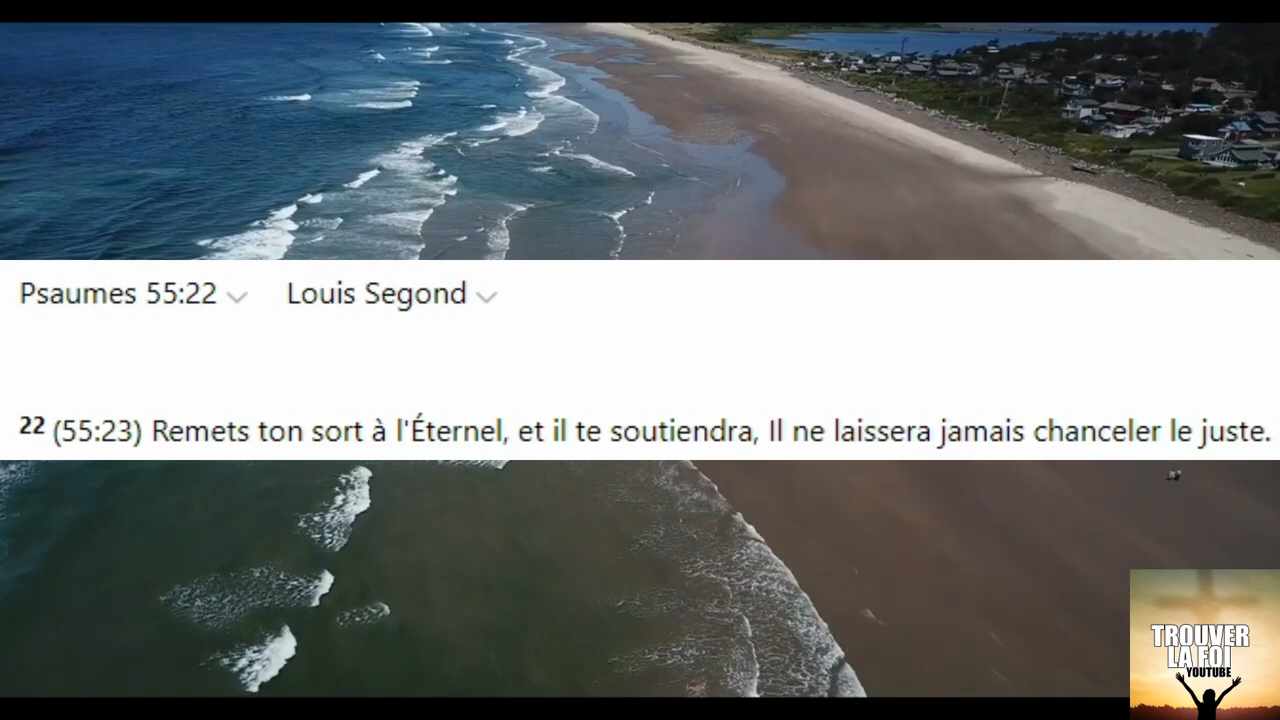 Psaumes 55:22 Louis Segond
22 (55:23) Remets ton sort à l'Éternel, et il te soutiendra, Il ne laissera jamais chanceler le juste.
TROUVER
LA FOI
YOUTUBE